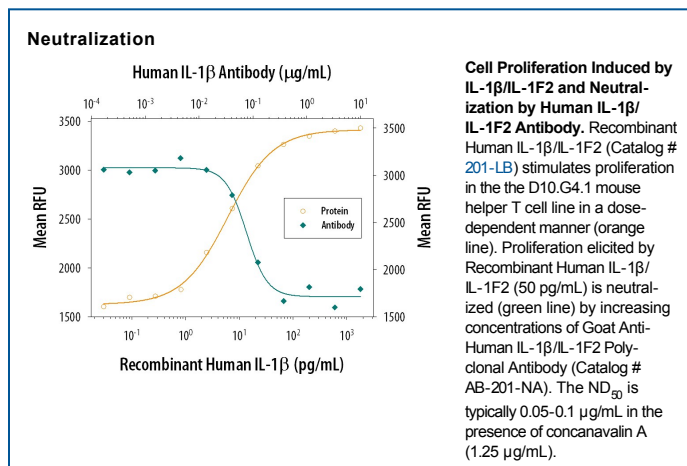 Neutralization
Human IL-1β Antibody (μg/mL)
10⁻⁴ 10⁻³ 10⁻² 10⁻¹ 10⁰ 10¹
3500
3000
2500
2000
1500
Mean RFU
3500
3000
2500
2000
1500
Mean RFU
Protein
Antibody
10⁻¹ 10⁰ 10¹ 10² 10³
Recombinant Human IL-1β (pg/mL)
Cell Proliferation Induced by
IL-1β/IL-1F2 and Neutral-
ization by Human IL-1β/
IL-1F2 Antibody. Recombinant
Human IL-1β/IL-1F2 (Catalog #
201-LB) stimulates proliferation
in the the D10.G4.1 mouse
helper T cell line in a dose-
dependent manner (orange
line). Proliferation elicited by
Recombinant Human IL-1β/
IL-1F2 (50 pg/mL) is neutral-
ized (green line) by increasing
concentrations of Goat Anti-
Human IL-1β/IL-1F2 Poly-
clonal Antibody (Catalog #
AB-201-NA). The ND₅₀ is
typically 0.05-0.1 μg/mL in the
presence of concanavalin A
(1.25 μg/mL).